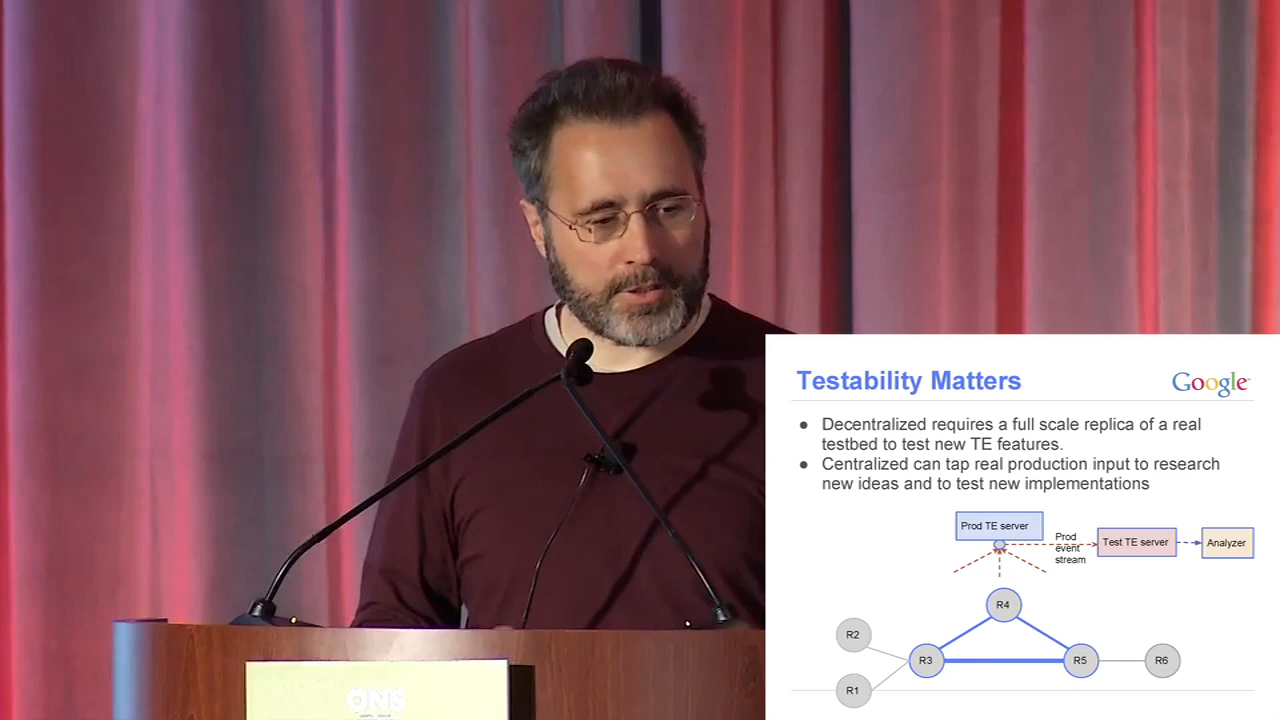 Testability Matters
Google
● Decentralized requires a full scale replica of a real
testbed to test new TE features.
● Centralized can tap real production input to research
new ideas and to test new implementations
Prod TE server
Prod
event
stream
Test TE server
Analyzer
R4
R2
R3
R5
R6
R1
ONS